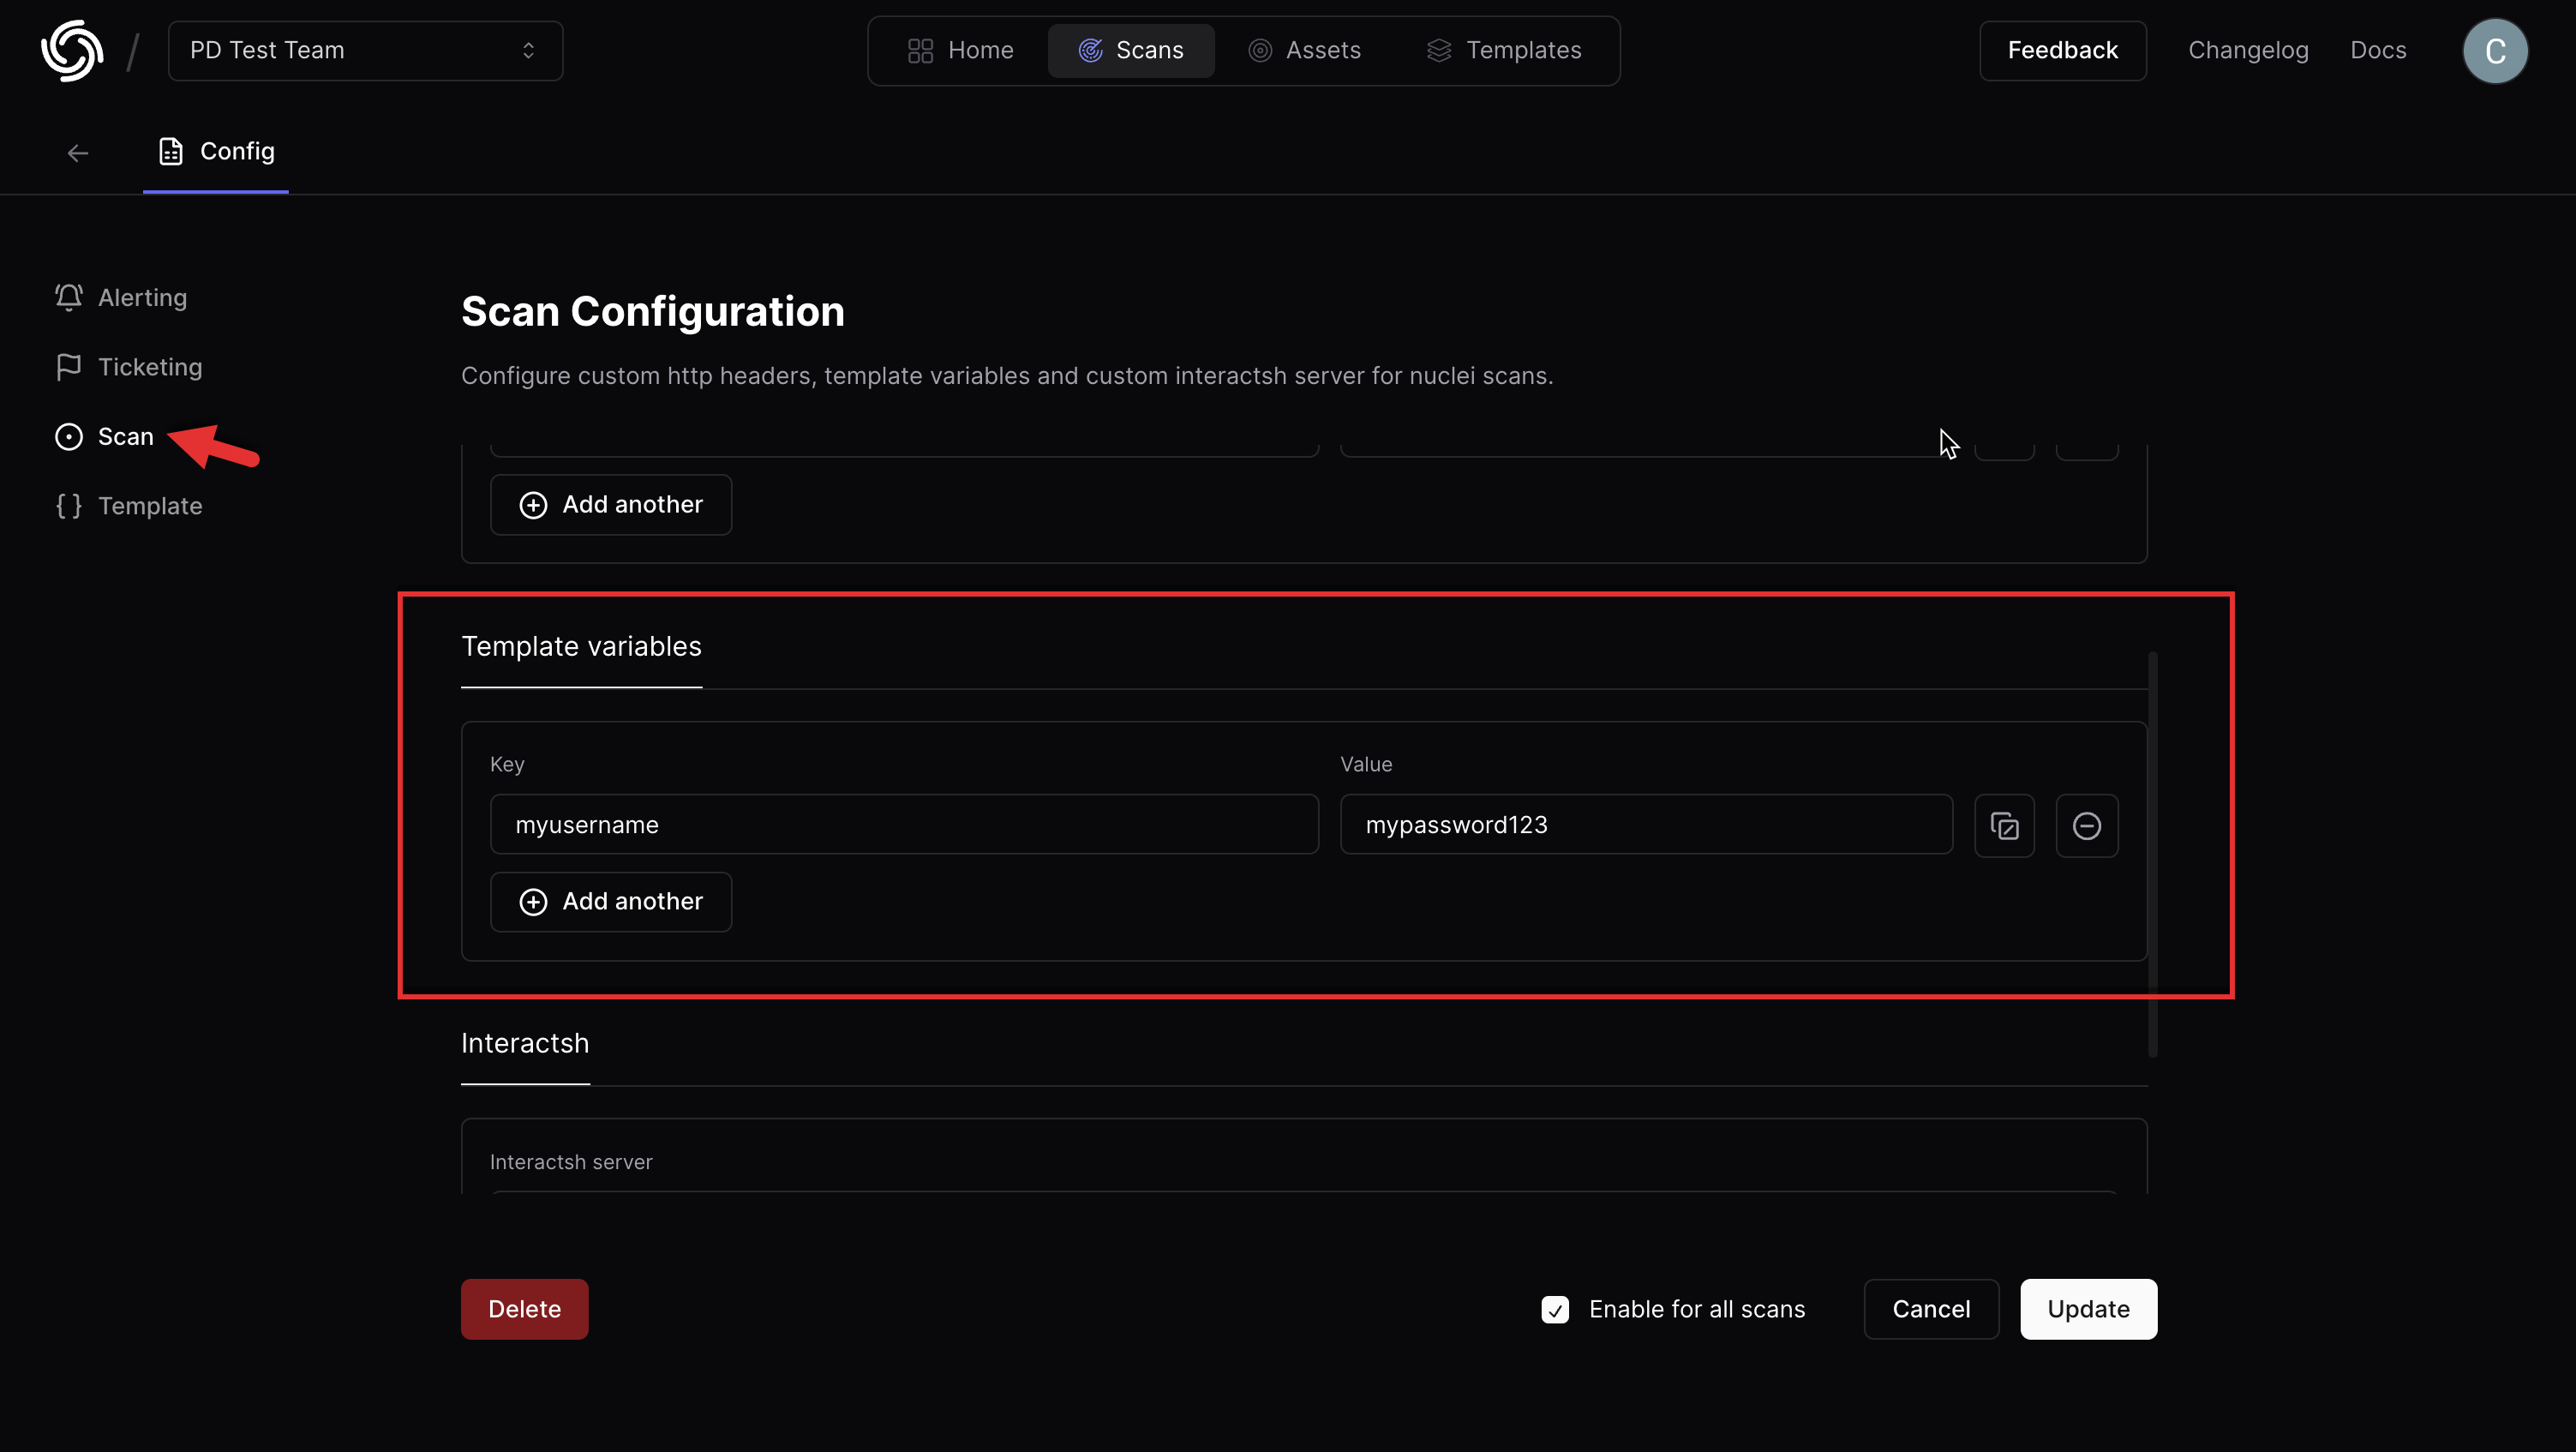 PD Test Team
Home
Scans
Assets
Templates
Feedback
Changelog
Docs
C
Config
Alerting
Ticketing
Scan
Template
Scan Configuration
Configure custom http headers, template variables and custom interactsh server for nuclei scans.
Add another
Template variables
Key
Value
myusername
mypassword123
Add another
Interactsh
Interactsh server
Delete
Enable for all scans
Cancel
Update